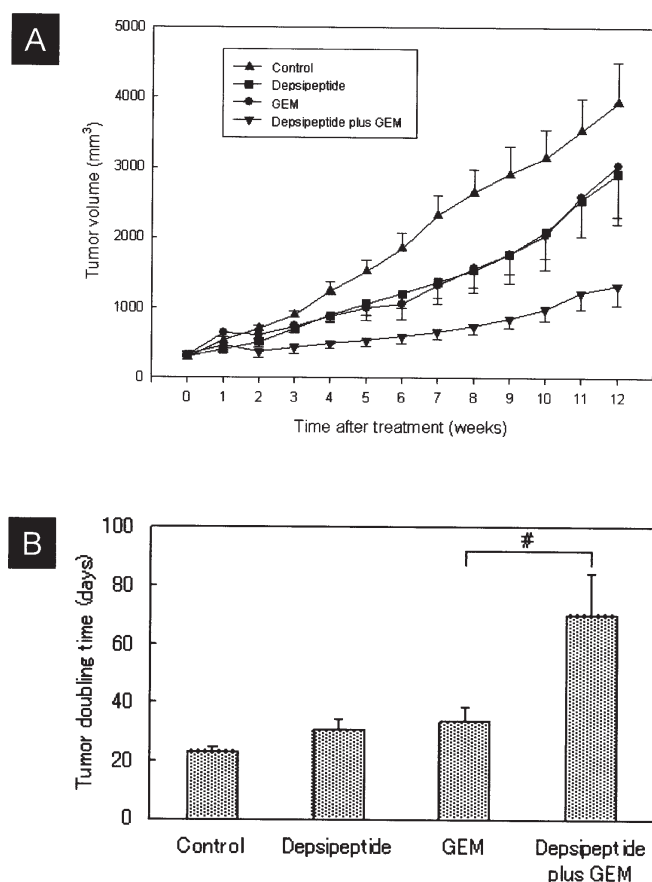 A
5000
4000
3000
2000
1000
0
Tumor volume (mm³)
Control
Depsipeptide
GEM
Depsipeptide plus GEM
0 1 2 3 4 5 6 7 8 9 10 11 12
Time after treatment (weeks)
B
100
80
60
40
20
0
Tumor doubling time (days)
#
Control Depsipeptide GEM Depsipeptide
plus GEM